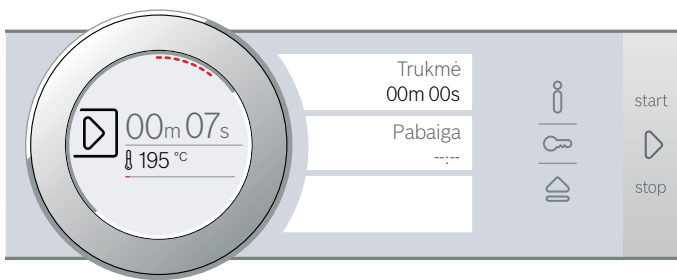 00m 07s
195 °C
Trukmė
00m 00s
Pabaiga
--:--
start
stop